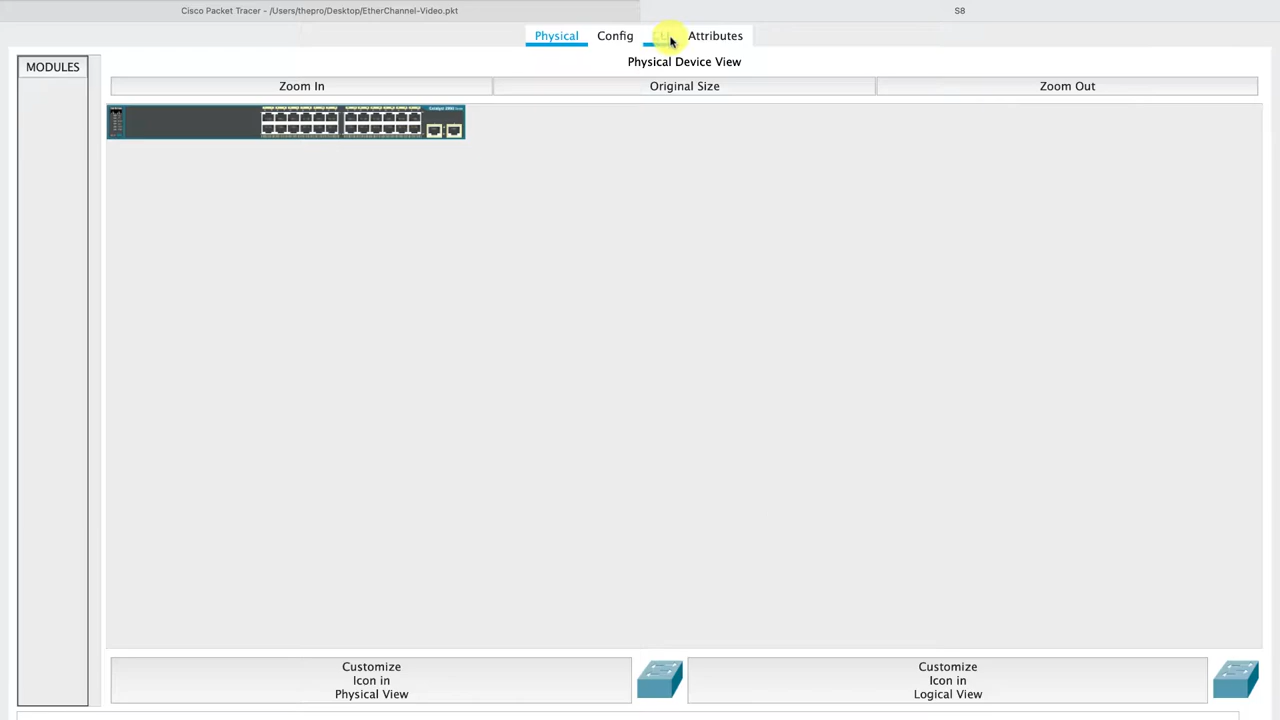 Cisco Packet Tracer - /Users/thepro/Desktop/EtherChannel-Video.pkt
S8
Physical
Config
CLI
Attributes
MODULES
Physical Device View
Zoom In
Original Size
Zoom Out
Customize
Icon in
Physical View
Customize
Icon in
Logical View